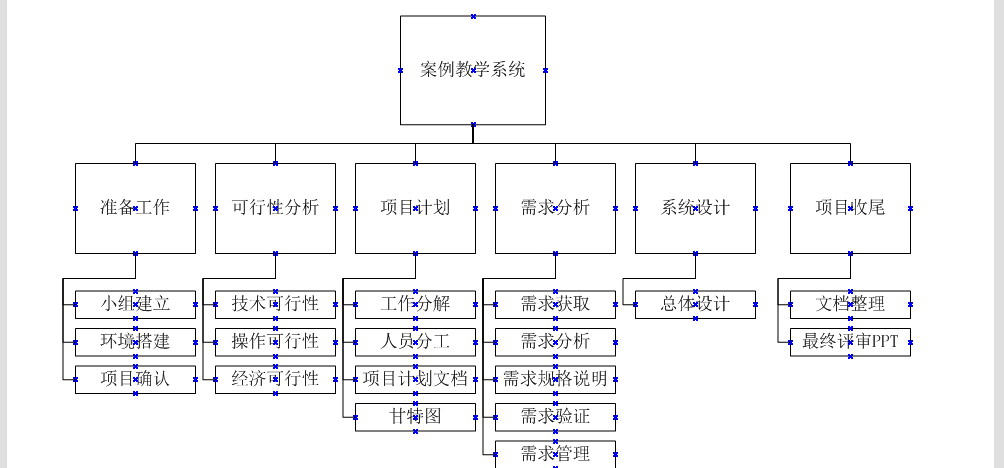 案例教学系统
准备工作
可行性分析
项目计划
需求分析
系统设计
项目收尾
小组建立
技术可行性
工作分解
需求获取
总体设计
文档整理
环境搭建
操作可行性
人员分工
需求分析
最终评审PPT
项目确认
经济可行性
项目计划文档
需求规格说明
甘特图
需求验证
需求管理